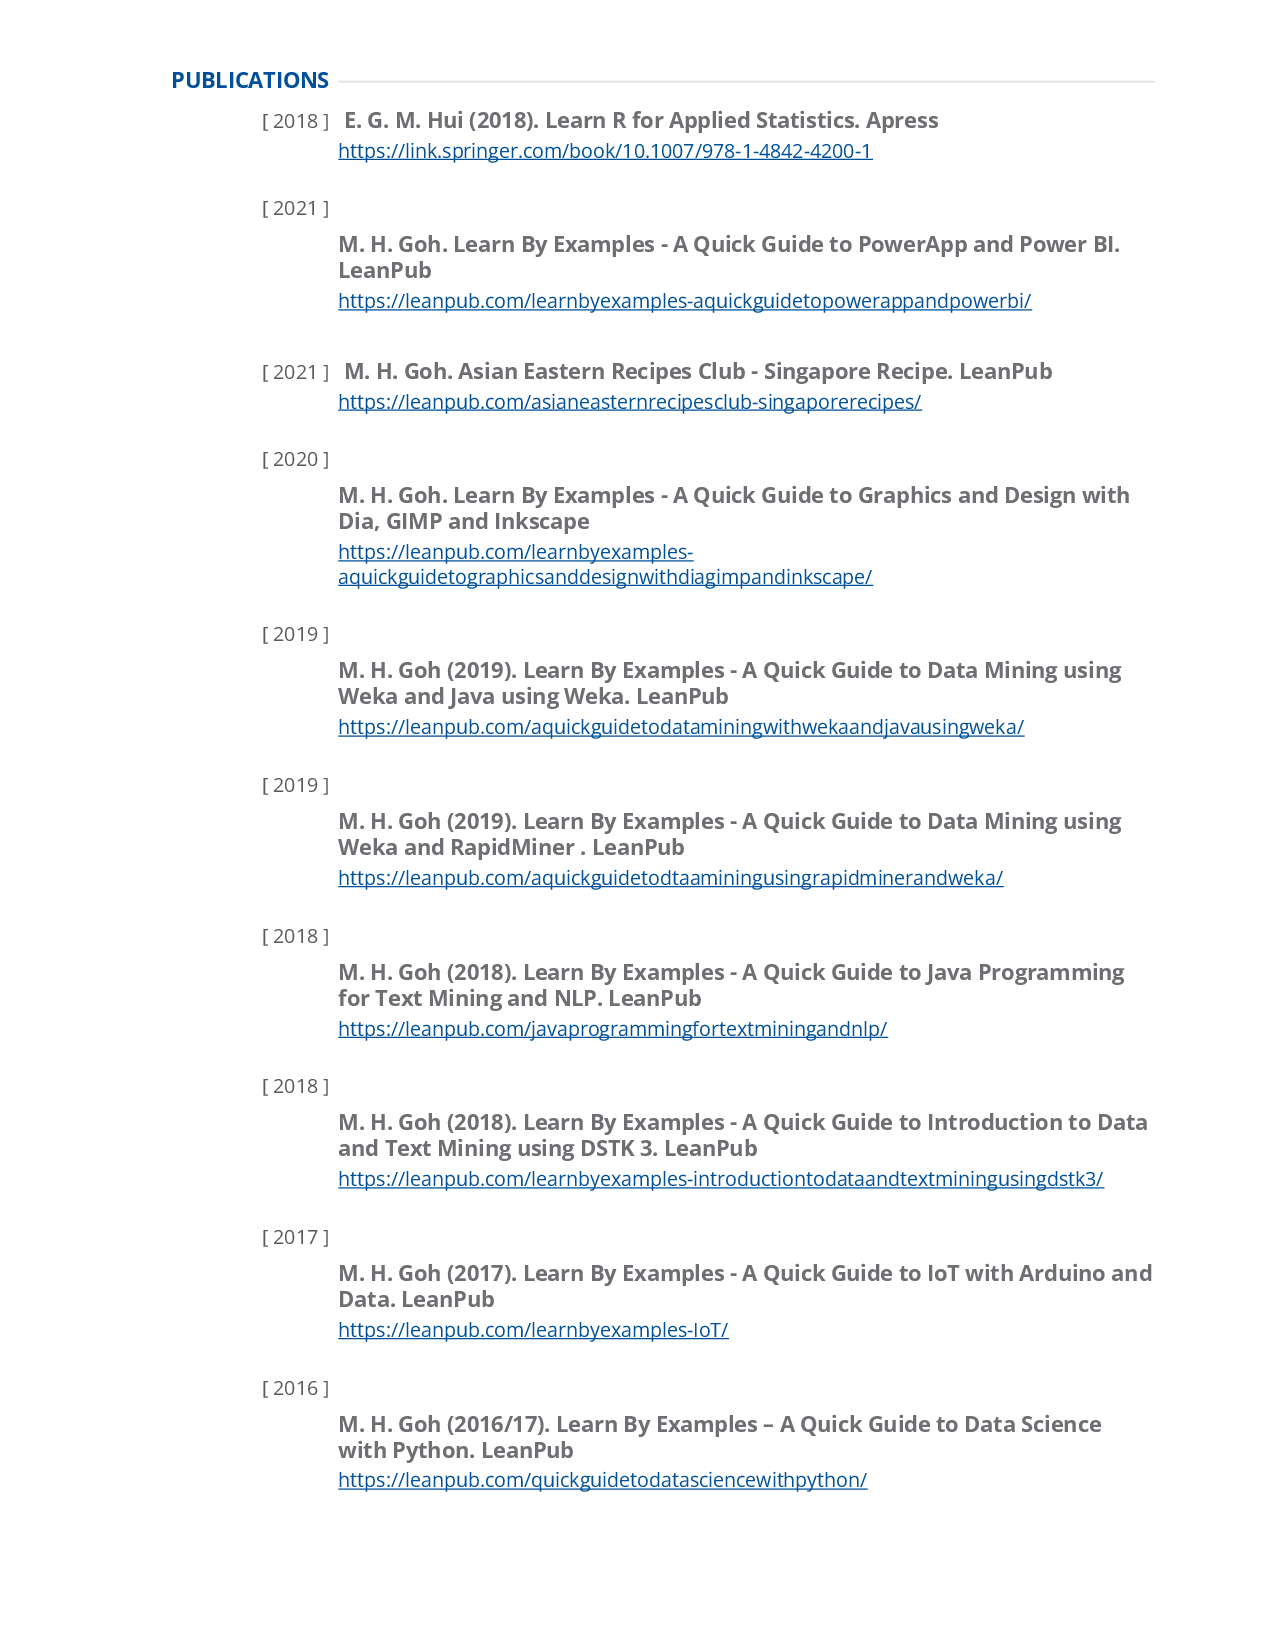 PUBLICATIONS
[ 2018 ] E. G. M. Hui (2018). Learn R for Applied Statistics. Apress
https://link.springer.com/book/10.1007/978-1-4842-4200-1
[ 2021 ]
M. H. Goh. Learn By Examples - A Quick Guide to PowerApp and Power BI.
LeanPub
https://leanpub.com/learnbyexamples-aquickguidetopowerappandpowerbi/
[ 2021 ] M. H. Goh. Asian Eastern Recipes Club - Singapore Recipe. LeanPub
https://leanpub.com/asianeasternrecipesclub-singaporerecipes/
[ 2020 ]
M. H. Goh. Learn By Examples - A Quick Guide to Graphics and Design with
Dia, GIMP and Inkscape
https://leanpub.com/learnbyexamples-
aquickguidetographicsanddesignwithdiagimpandinkscape/
[ 2019 ]
M. H. Goh (2019). Learn By Examples - A Quick Guide to Data Mining using
Weka and Java using Weka. LeanPub
https://leanpub.com/aquickguidetodataminingwithwekaandjavausingweka/
[ 2019 ]
M. H. Goh (2019). Learn By Examples - A Quick Guide to Data Mining using
Weka and RapidMiner . LeanPub
https://leanpub.com/aquickguidetodtaaminingusingrapidminerandweka/
[ 2018 ]
M. H. Goh (2018). Learn By Examples - A Quick Guide to Java Programming
for Text Mining and NLP. LeanPub
https://leanpub.com/javaprogrammingfortextminingandnlp/
[ 2018 ]
M. H. Goh (2018). Learn By Examples - A Quick Guide to Introduction to Data
and Text Mining using DSTK 3. LeanPub
https://leanpub.com/learnbyexamples-introductiontodataandtextminingusingdstk3/
[ 2017 ]
M. H. Goh (2017). Learn By Examples - A Quick Guide to IoT with Arduino and
Data. LeanPub
https://leanpub.com/learnbyexamples-IoT/
[ 2016 ]
M. H. Goh (2016/17). Learn By Examples – A Quick Guide to Data Science
with Python. LeanPub
https://leanpub.com/quickguidetodatasciencewithpython/